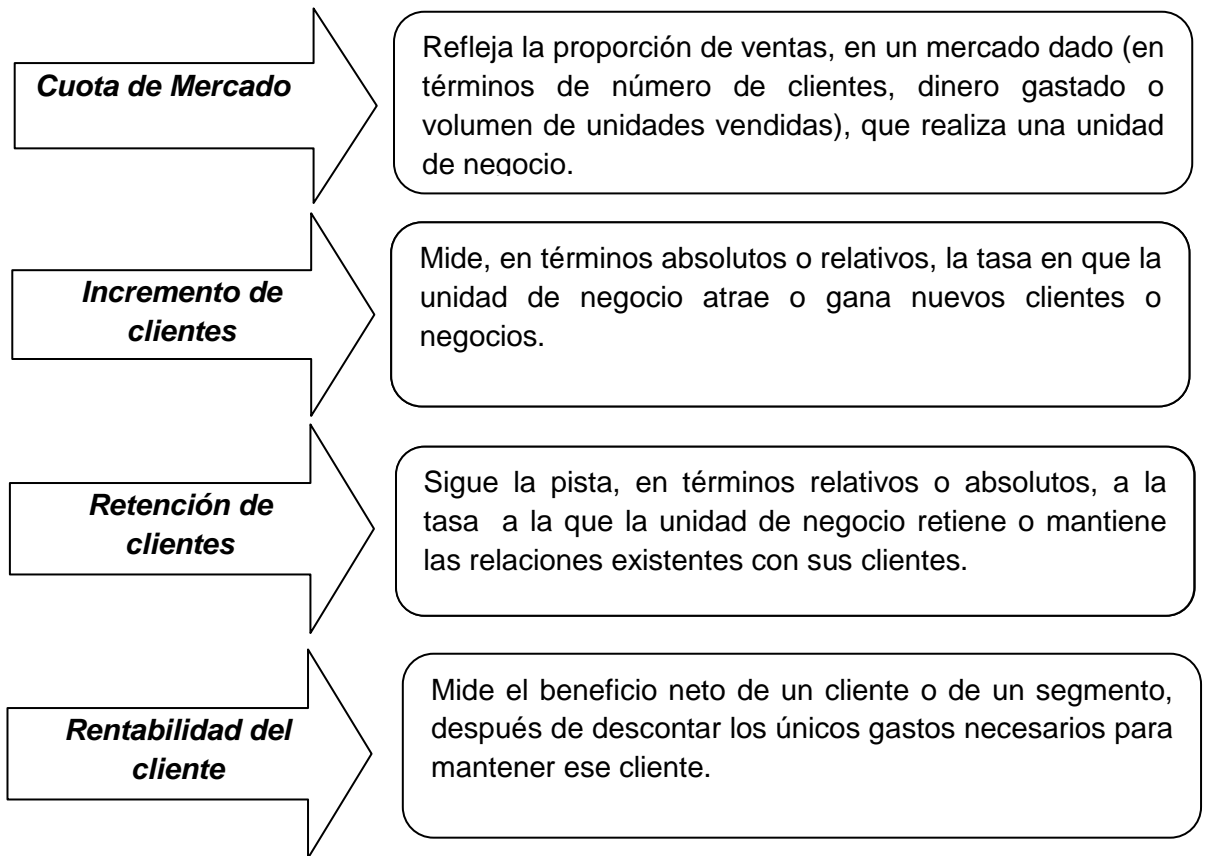 Cuota de Mercado
Refleja la proporción de ventas, en un mercado dado (en
términos de número de clientes, dinero gastado o
volumen de unidades vendidas), que realiza una unidad
de negocio.
Incremento de
clientes
Mide, en términos absolutos o relativos, la tasa en que la
unidad de negocio atrae o gana nuevos clientes o
negocios.
Retención de
clientes
Sigue la pista, en términos relativos o absolutos, a la
tasa a la que la unidad de negocio retiene o mantiene
las relaciones existentes con sus clientes.
Rentabilidad del
cliente
Mide el beneficio neto de un cliente o de un segmento,
después de descontar los únicos gastos necesarios para
mantener ese cliente.